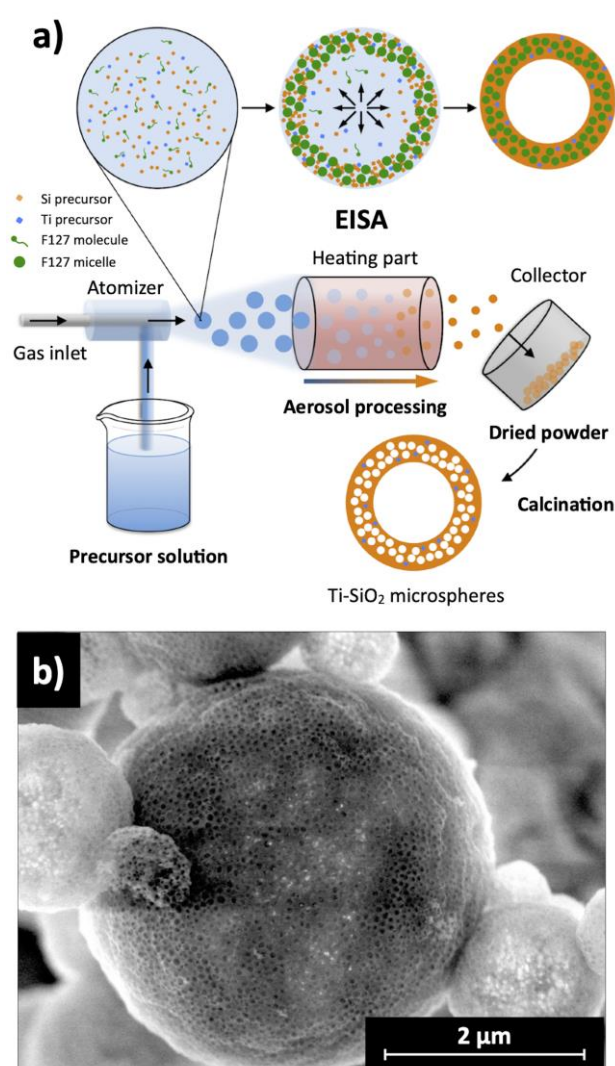 a)
Si precursor
Ti precursor
F127 molecule
F127 micelle
EISA
Heating part
Atomizer
Collector
Gas inlet
Aerosol processing
Dried powder
Calcination
Precursor solution
Ti-SiO₂ microspheres
b)
2 µm